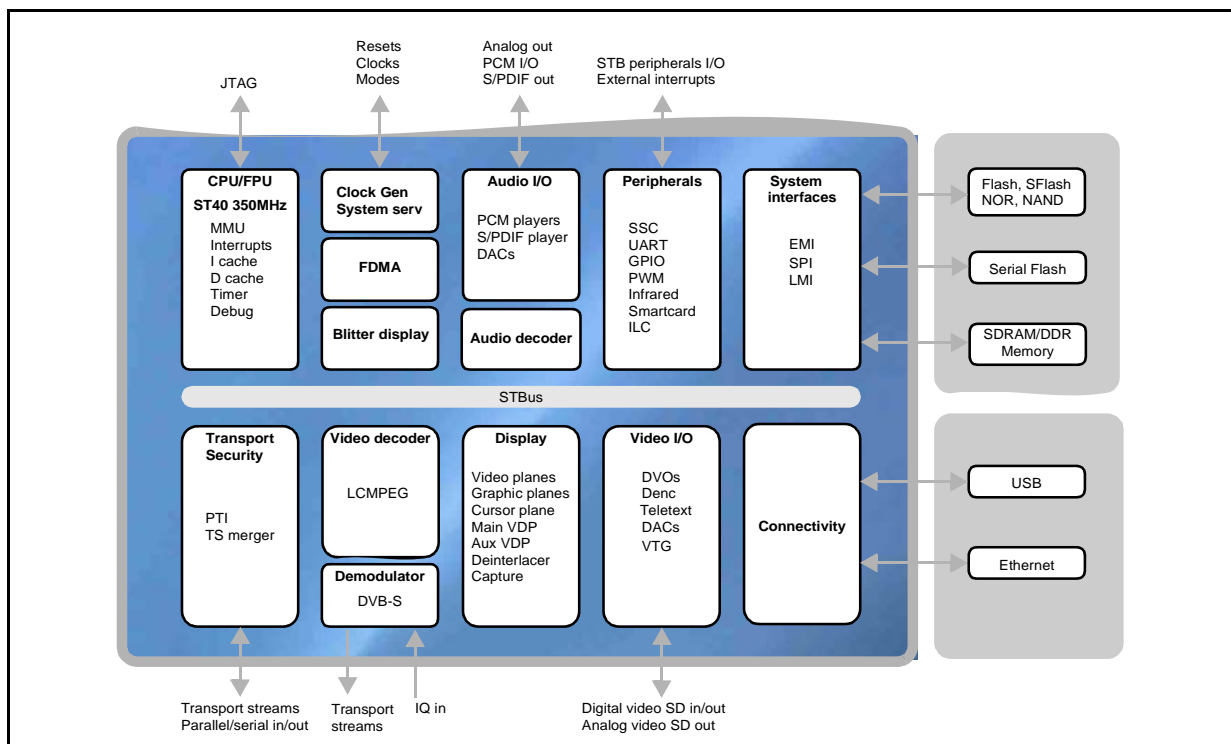 JTAG
Resets
Clocks
Modes
Analog out
PCM I/O
S/PDIF out
STB peripherals I/O
External interrupts
CPU/FPU
ST40 350MHz
MMU
Interrupts
I cache
D cache
Timer
Debug
Clock Gen
System serv
FDMA
Blitter display
Audio I/O
PCM players
S/PDIF player
DACs
Audio decoder
Peripherals
SSC
UART
GPIO
PWM
Infrared
Smartcard
ILC
System
interfaces
EMI
SPI
LMI
Flash, SFlash
NOR, NAND
Serial Flash
SDRAM/DDR
Memory
STBus
Transport
Security
PTI
TS merger
Video decoder
LCMPEG
Demodulator
DVB-S
Display
Video planes
Graphic planes
Cursor plane
Main VDP
Aux VDP
Deinterlacer
Capture
Video I/O
DVOs
Denc
Teletext
DACs
VTG
Connectivity
USB
Ethernet
Transport streams
Parallel/serial in/out
Transport
streams
IQ in
Digital video SD in/out
Analog video SD out